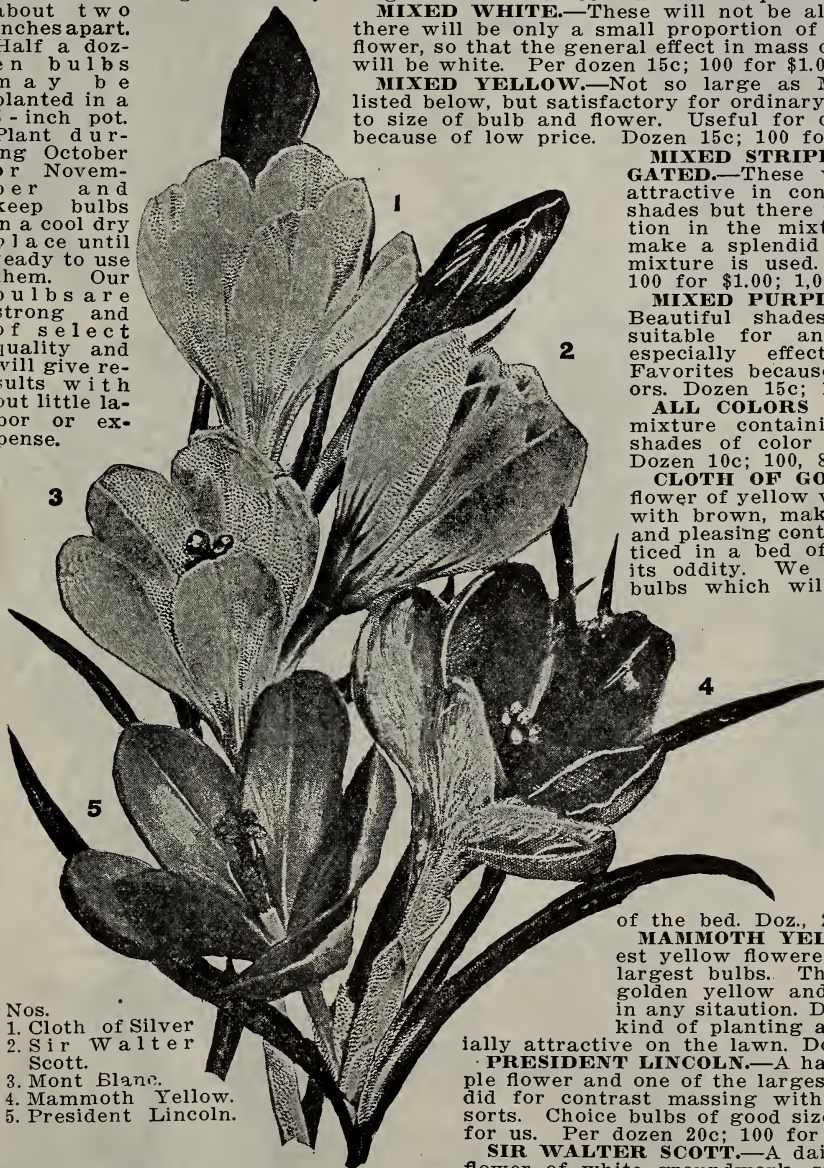 about two
inches apart.
Half a doz-
en bulbs
may be
planted in a
5-inch pot.
Plant dur-
ing October
or Novem-
ber and
keep bulbs
in a cool dry
place until
ready to use
them. Our
bulbs are
strong and
of select
quality and
will give re-
sults with
but little la-
bor or ex-
pense.
MIXED WHITE.—These will not be al
there will be only a small proportion of
flower, so that the general effect in mass
will be white. Per dozen 15c; 100 for $1.0
MIXED YELLOW.—Not so large as M
listed below, but satisfactory for ordinary
to size of bulb and flower. Useful for
because of low price. Dozen 15c; 100 fo
MIXED STRIP
GATED.—These
attractive in con
shades but there
tion in the mixt
make a splendid
mixture is used.
100 for $1.00; 1,0
MIXED PURPL
Beautiful shades
suitable for an
especially effect
Favorites because
ors. Dozen 15c;
ALL COLORS
mixture containi
shades of color
Dozen 10c; 100, 8
CLOTH OF GO
flower of yellow
with brown, mak
and pleasing cont
ticed in a bed of
its oddity. We
bulbs which wil
1
2
3
4
5
of the bed. Doz., 2
MAMMOTH YEL
est yellow flowere
largest bulbs. Th
golden yellow and
in any sitaution. D
kind of planting a
ially attractive on the lawn. Do
PRESIDENT LINCOLN.—A ha
ple flower and one of the largest
did for contrast massing with
sorts. Choice bulbs of good size
for us. Per dozen 20c; 100 for
SIR WALTER SCOTT.—A dai
flower of white groundwork
Nos.
1. Cloth of Silver
2. Sir Walter
Scott.
3. Mont Blanc.
4. Mammoth Yellow.
5. President Lincoln.